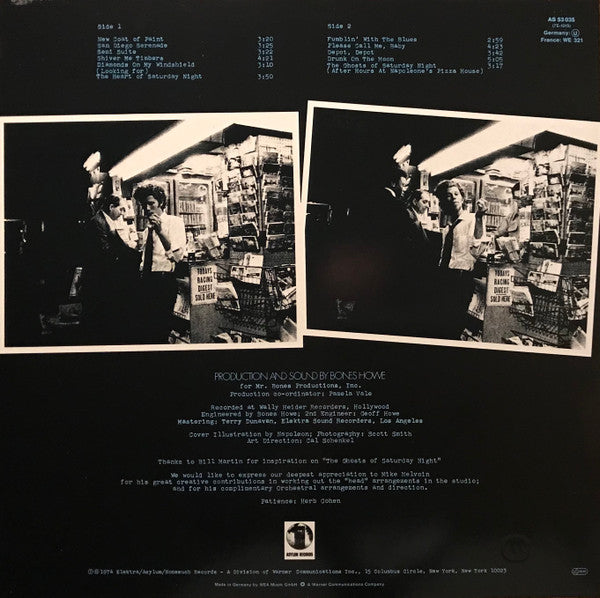 Side 1
New Coat of Paint 3:20
San Diego Serenade 3:25
Semi Suite 3:22
Shiver Me Timbers 4:21
Diamonds On My Windshield 3:10
(Looking for)
The Heart of Saturday Night 3:50
Side 2
Fumblin' With The Blues 2:59
Please Call Me, Baby 4:23
Depot, Depot 3:42
Drunk On The Moon 5:05
The Ghosts of Saturday Night 3:17
(After Hours At Napoleone's Pizza House)
AS 53 035
(7E-1015)
Germany: U
France: WE 321
TODAYS
RACING
DIGEST
SOLD HERE
TODAYS
RACING
DIGEST
SOLD HERE
PRODUCTION AND SOUND BY BONES HOWE
for Mr. Bones Productions, Inc.
Production co-ordinator: Pamela Vale
Recorded at Wally Heider Recorders, Hollywood
Engineered by Bones Howe; 2nd Engineer: Geoff Howe
Mastering: Terry Dunavan, Elektra Sound Recorders, Los Angeles
Cover Illustration by Napoleon; Photography: Scott Smith
Art Direction: Cal Schenkel
Thanks to Bill Martin for inspiration on "The Ghosts of Saturday Night"
We would like to express our deepest appreciation to Mike Melvoin
for his great creative contributions in working out the "head" arrangements in the studio;
and for his complimentary Orchestral arrangements and direction.
Patience: Herb Cohen
ASYLUM RECORDS
© ℗ 1974 Elektra/Asylum/Nonesuch Records - A Division of Warner Communications Inc., 15 Columbus Circle, New York, New York 10023
Made in Germany by WEA Musik GmbH A Warner Communications Company